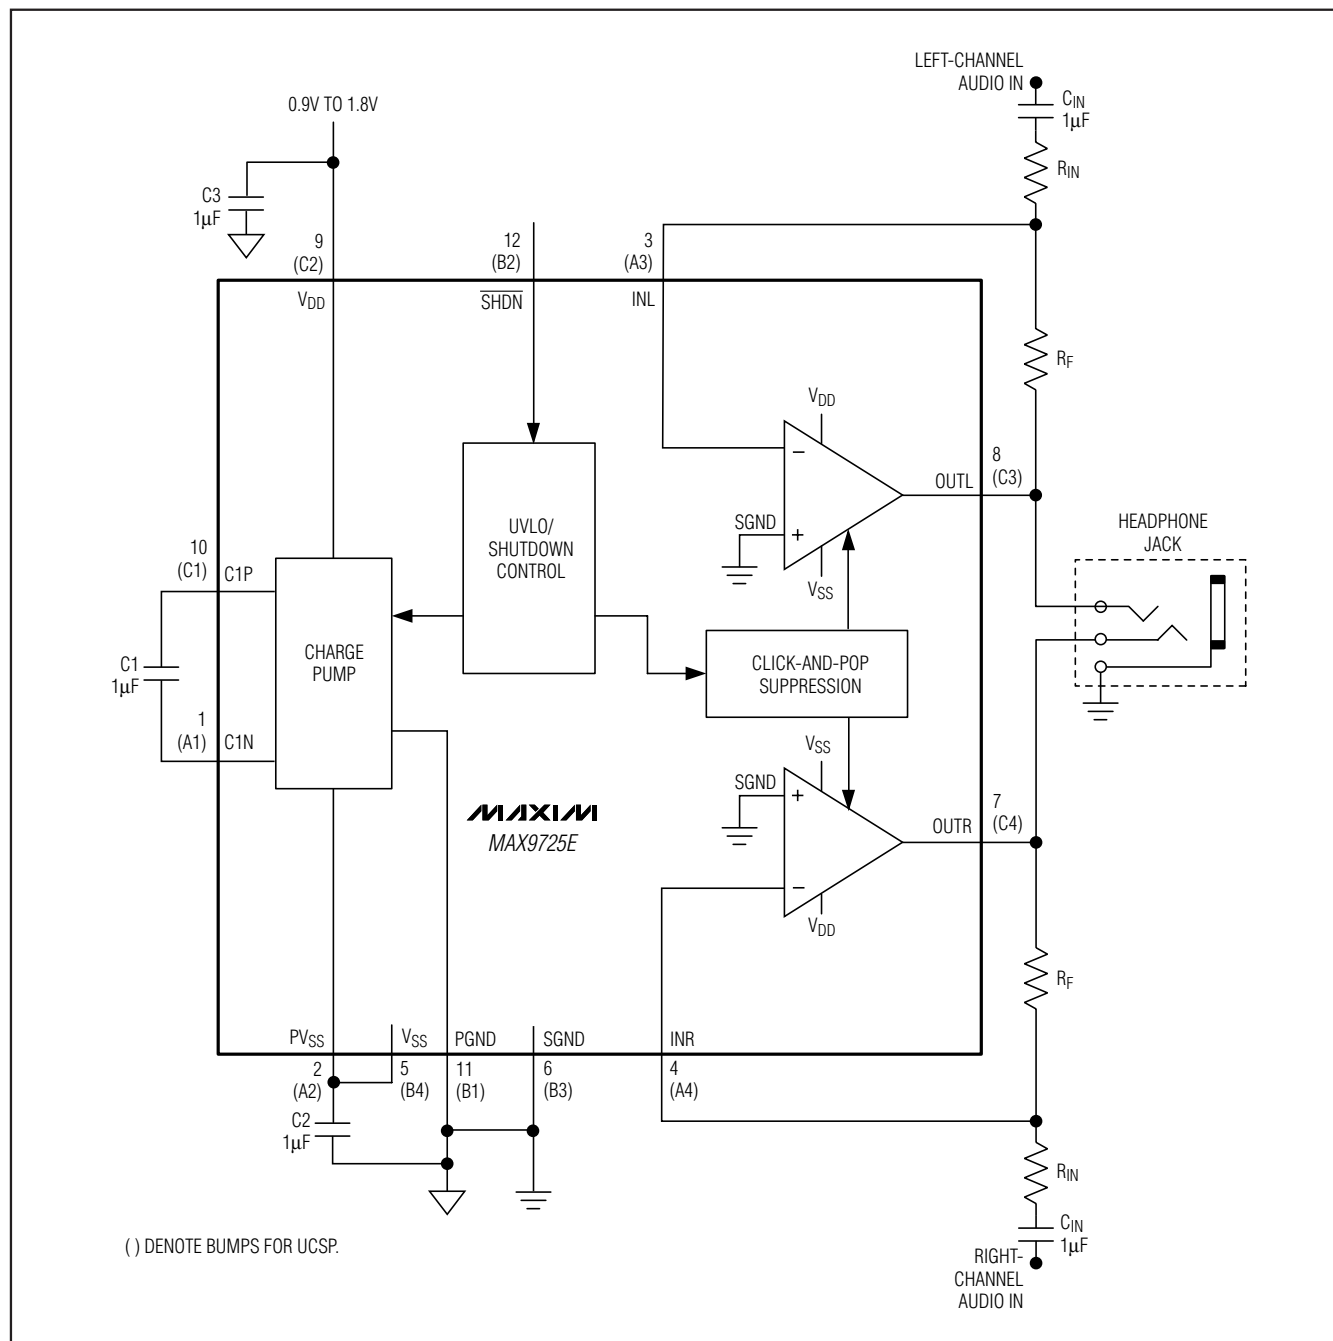 LEFT-CHANNEL
AUDIO IN
CIN
1µF
RIN
0.9V TO 1.8V
C3
1µF
9
(C2)
12
(B2)
3
(A3)
VDD
SHDN
INL
RF
VDD
−
8
(C3)
OUTL
SGND
+
VSS
HEADPHONE
JACK
UVLO/
SHUTDOWN
CONTROL
10
(C1)
C1P
CHARGE
PUMP
C1
1µF
CLICK-AND-POP
SUPPRESSION
1
(A1)
C1N
VSS
SGND
+
7
(C4)
OUTR
MAXIM
MAX9725E
−
VDD
RF
PVSS
VSS
PGND
SGND
INR
2
(A2)
5
(B4)
11
(B1)
6
(B3)
4
(A4)
C2
1µF
RIN
CIN
1µF
RIGHT-
CHANNEL
AUDIO IN
( ) DENOTE BUMPS FOR UCSP.